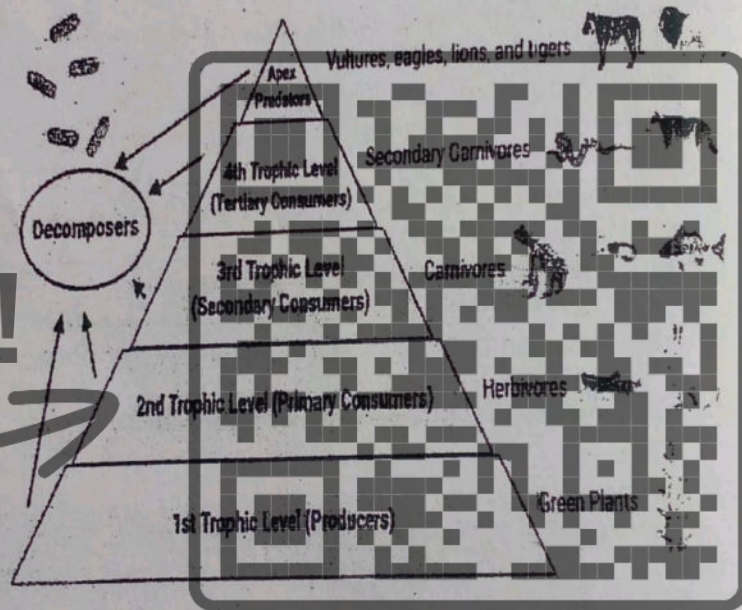 Vultures, eagles, lions, and tigers
Apex
Predators
Secondary Carnivores
4th Trophic Level
(Tertiary Consumers)
Decomposers
3rd Trophic Level
(Secondary Consumers)
Carnivores
!
2nd Trophic Level (Primary Consumers)
Herbivores
Green Plants
1st Trophic Level (Producers)